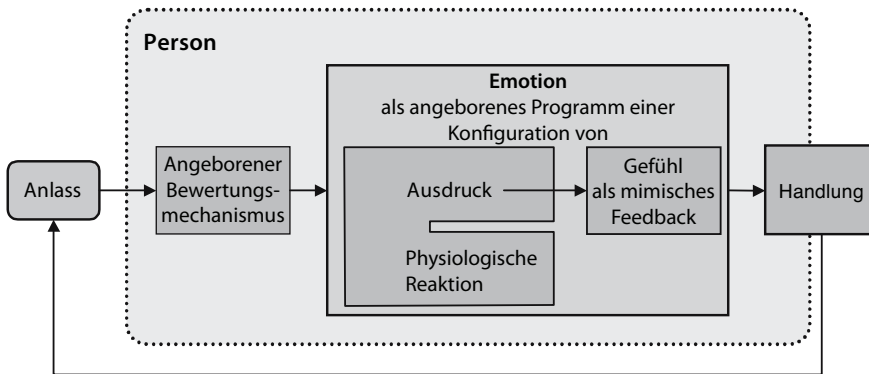 Person
Emotion
als angeborenes Programm einer
Konfiguration von
Anlass
Angeborener
Bewertungs-
mechanismus
Ausdruck
Physiologische
Reaktion
Gefühl
als mimisches
Feedback
Handlung